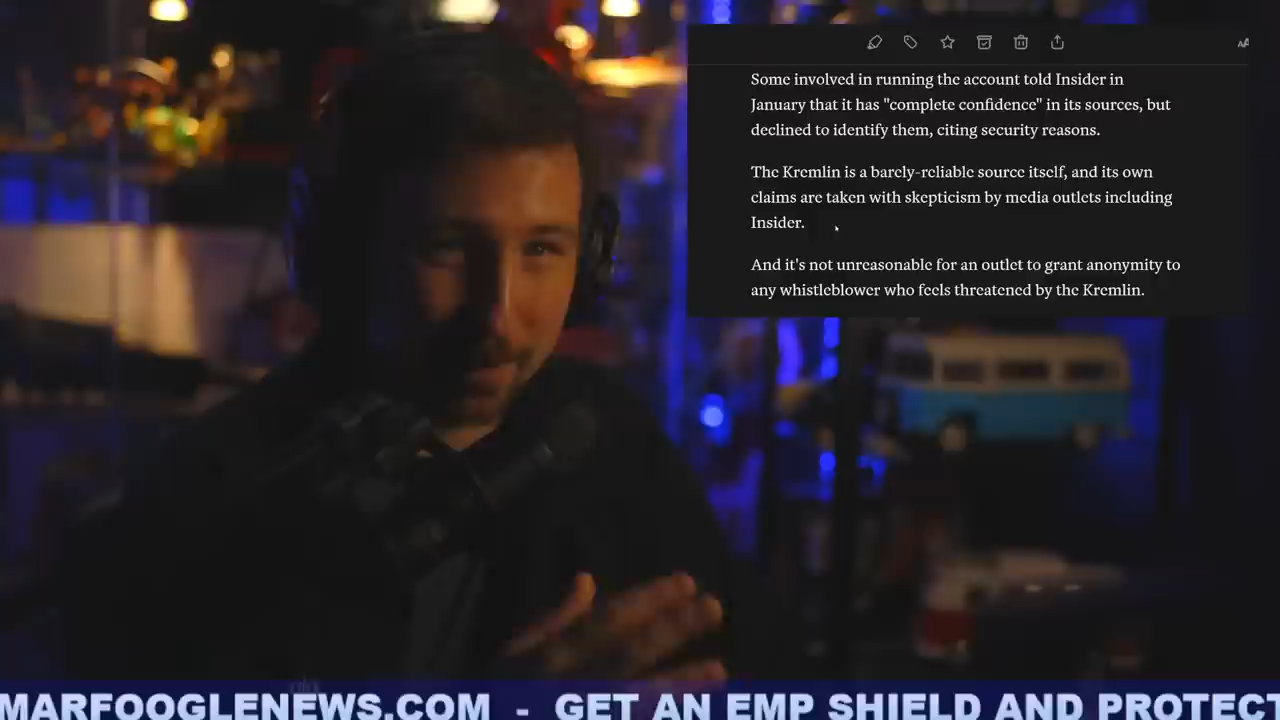 Some involved in running the account told Insider in
January that it has "complete confidence" in its sources, but
declined to identify them, citing security reasons.
The Kremlin is a barely-reliable source itself, and its own
claims are taken with skepticism by media outlets including
Insider.
And it's not unreasonable for an outlet to grant anonymity to
any whistleblower who feels threatened by the Kremlin.
MARFOOGLENEWS.COM - GET AN EMP SHIELD AND PROTECT